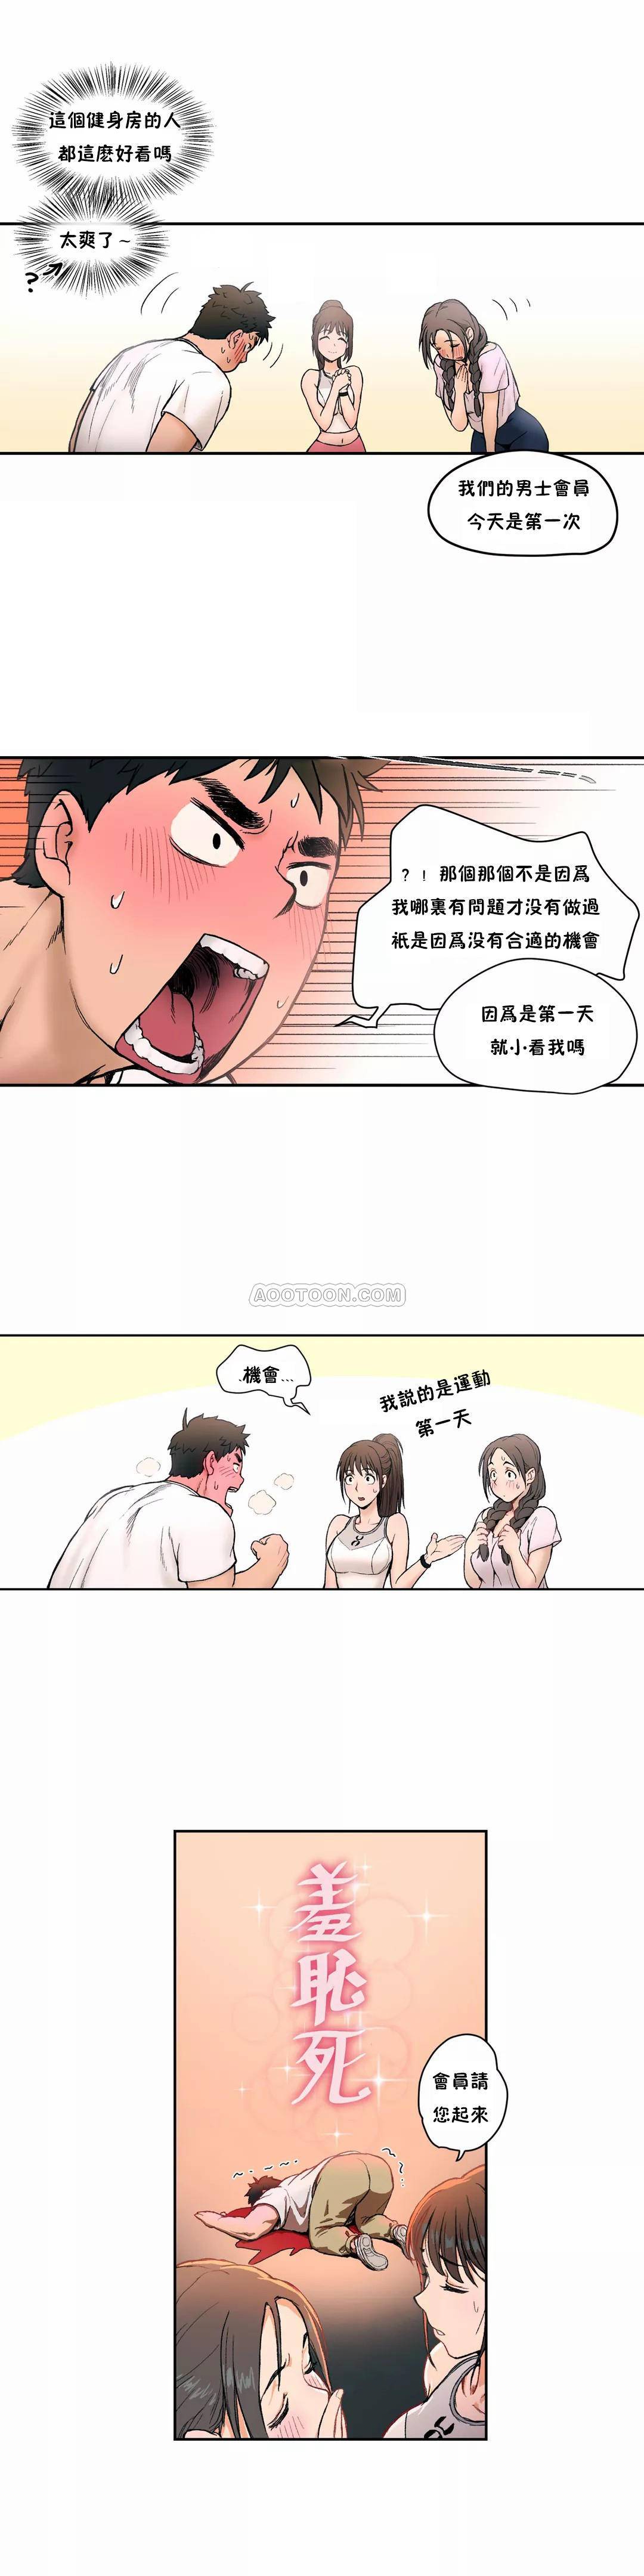 這個健身房的人
都這麽好看嗎
太爽了~
?
我們的男士會員
今天是第一次
?！那個那個不是因爲
我哪裏有問題才没有做過
衹是因爲没有合適的機會
因爲是第一天
就小看我嗎
AOOTOON.COM
.機會...
我説的是運動
第一天
羞恥死
會員請
您起來